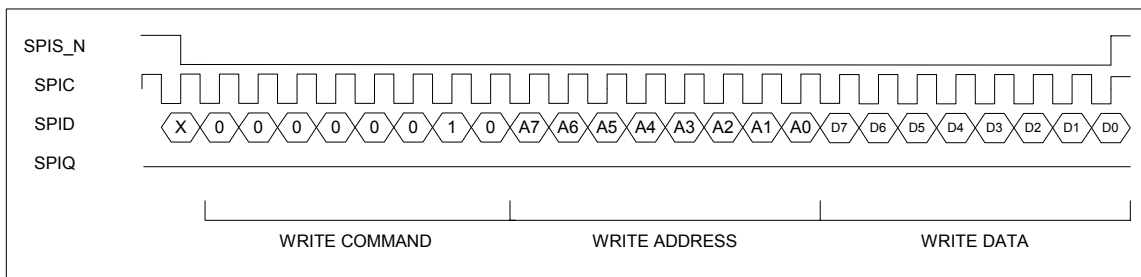 SPIS_N
SPIC
SPID X 0 0 0 0 0 0 1 0 A7 A6 A5 A4 A3 A2 A1 A0 D7 D6 D5 D4 D3 D2 D1 D0
SPIQ
WRITE COMMAND WRITE ADDRESS WRITE DATA